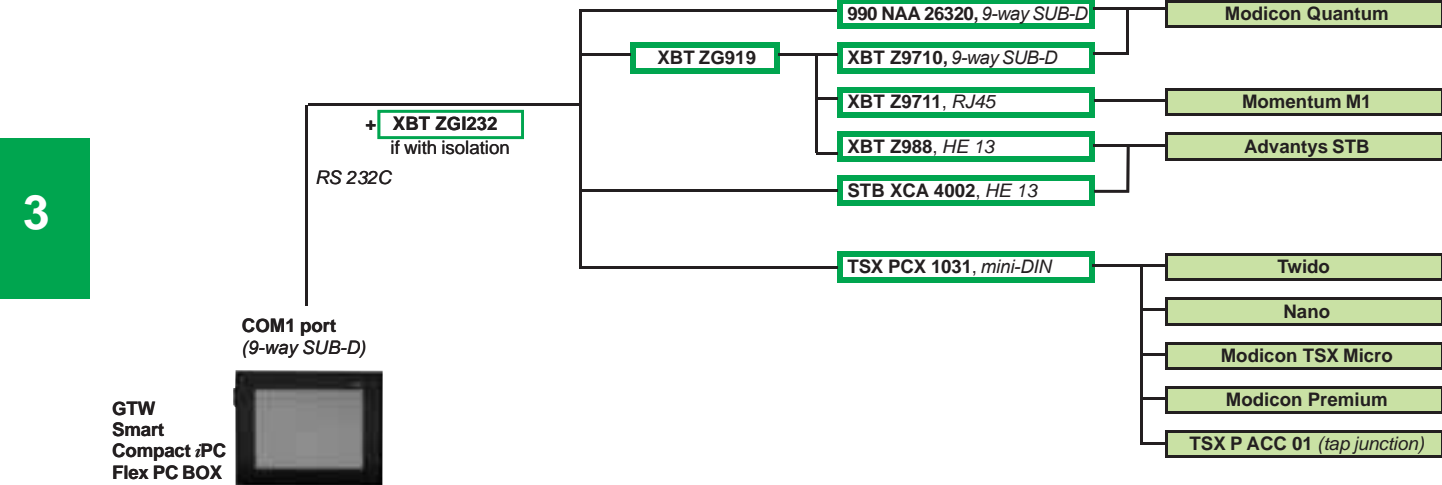 990 NAA 26320, 9-way SUB-D
Modicon Quantum
XBT ZG919
XBT Z9710, 9-way SUB-D
XBT Z9711, RJ45
Momentum M1
+ XBT ZGI232
if with isolation
XBT Z988, HE 13
Advantys STB
RS 232C
STB XCA 4002, HE 13
3
TSX PCX 1031, mini-DIN
Twido
Nano
COM1 port
(9-way SUB-D)
Modicon TSX Micro
Modicon Premium
TSX P ACC 01 (tap junction)
GTW
Smart
Compact iPC
Flex PC BOX